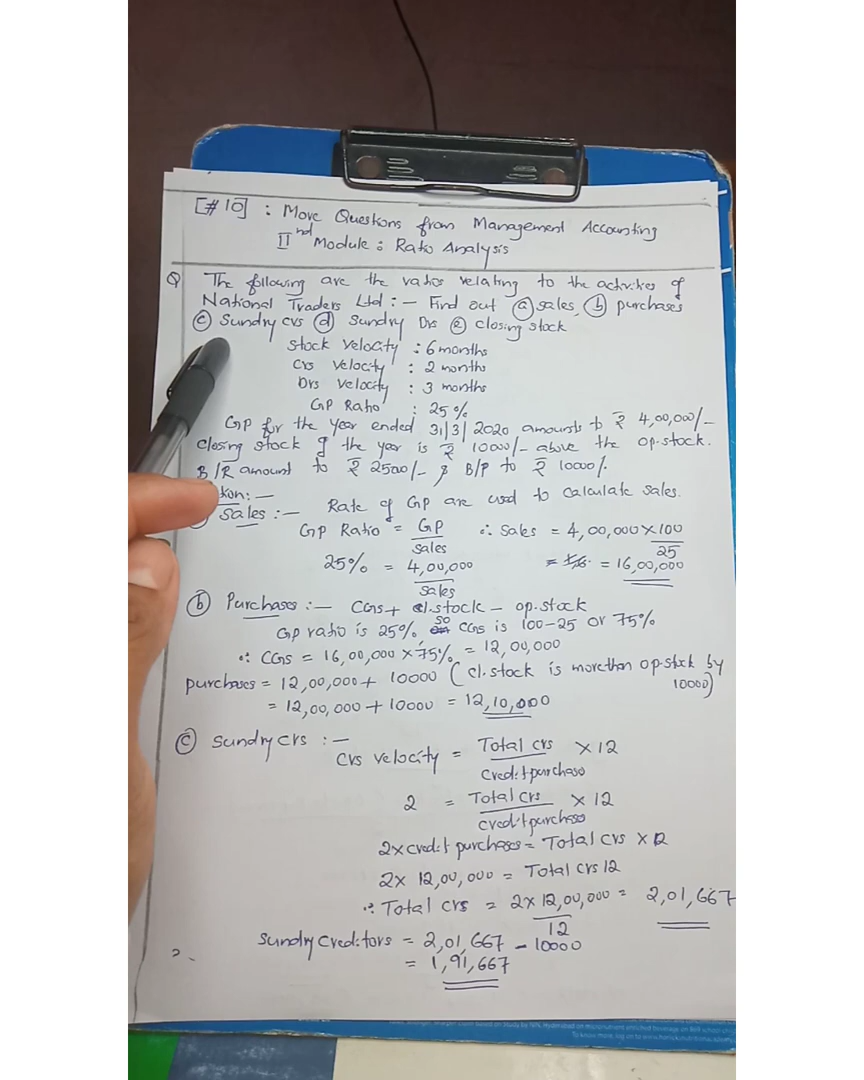 [#10] : More Questions from Management Accounting
IInd Module : Ratio Analysis
Q The following are the ratios relating to the activities of
National Traders Ltd :- Find out (a) sales, (b) purchases
(c) Sundry crs (d) Sundry Drs (e) closing stock
Stock Velocity : 6 months
Crs Velocity : 2 months
Drs Velocity : 3 months
GP Ratio : 25%
GP for the year ended 31/3/2020 amounts to ₹ 4,00,000/-
closing stock of the year is ₹ 10000/- above the op.stock.
B/R amount to ₹ 25000/- & B/P to ₹ 10000/.
Sales :- Rate of GP are used to calculate sales.
GP Ratio = GP/Sales ∴ Sales = 4,00,000 × 100/25
25% = 4,00,000/Sales = 16,00,000
(b) Purchases :- CGS + cl.stock - op.stock
GP ratio is 25% so CGS is 100-25 or 75%
∴ CGS = 16,00,000 × 75% = 12,00,000
purchases = 12,00,000 + 10000 (cl.stock is more than op.stock by 10000)
= 12,00,000 + 10000 = 12,10,000
(c) Sundry crs :-
Crs Velocity = Total crs/Credit purchase × 12
2 = Total crs/credit purchase × 12
2 × credit purchases = Total crs × 12
2 × 12,00,000 = Total crs 12
∴ Total crs = 2 × 12,00,000/12 = 2,01,667
Sundry Creditors = 2,01,667 - 10000
= 1,91,667